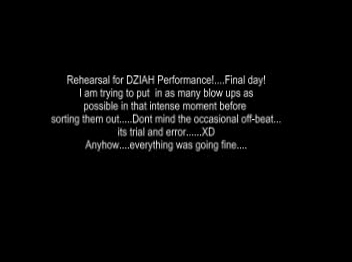 Rehearsal for DZIAH Performance!....Final day!
I am trying to put in as many blow ups as
possible in that intense moment before
sorting them out.....Dont mind the occasional off-beat...
its trial and error......XD
Anyhow....everything was going fine....